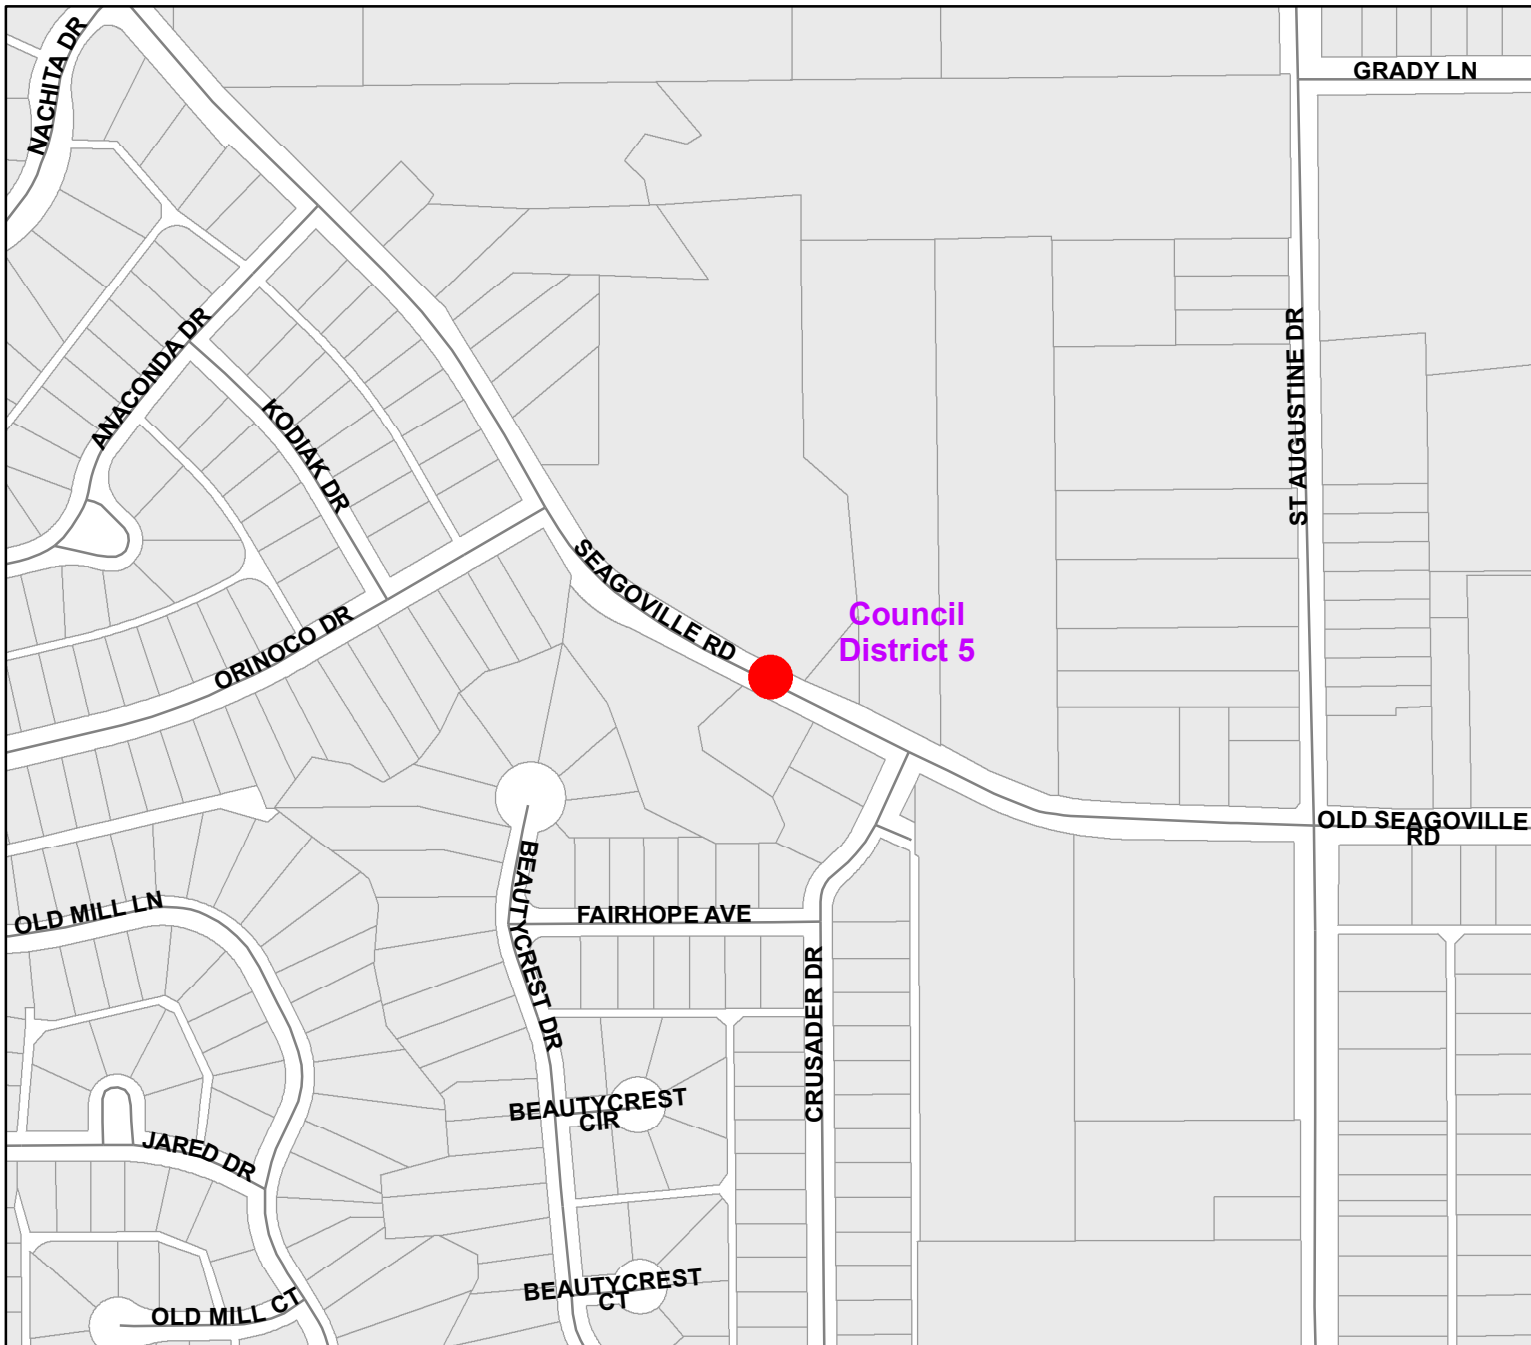 NACHITA DR
GRADY LN
ANACONDA DR
ST AUGUSTINE DR
KODIAK DR
SEAGOVILLE RD
Council
District 5
ORINOCO DR
OLD SEAGOVILLE
RD
BEAUTYCREST DR
OLD MILL LN
FAIRHOPE AVE
CRUSADER DR
BEAUTYCREST
CIR
JARED DR
BEAUTYCREST
CT
OLD MILL CT